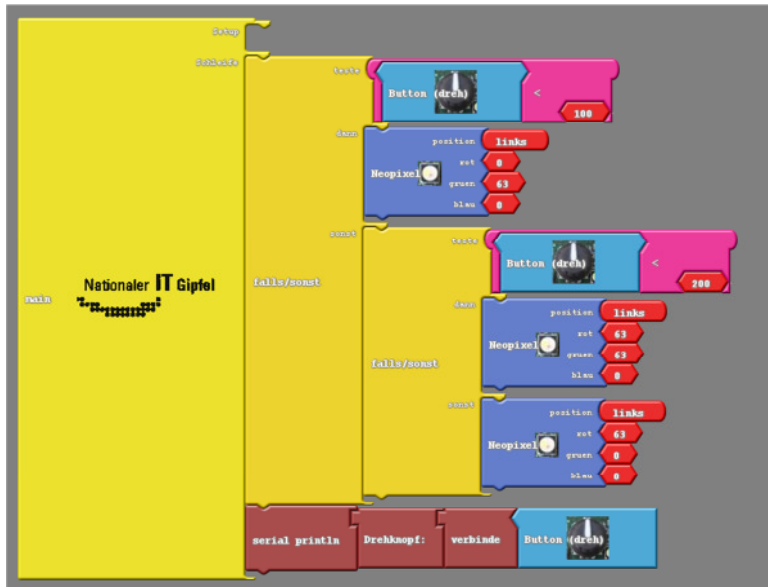 Setup
Schleife
teste
Button (dreh)
<
100
dann
position
links
rot
0
Neopixel
gruen
63
blau
0
sonst
teste
Button (dreh)
<
200
Nationaler IT Gipfel
main
falls/sonst
dann
position
links
rot
63
Neopixel
gruen
63
blau
0
falls/sonst
sonst
position
links
rot
63
Neopixel
gruen
0
blau
0
serial println
Drehknopf:
verbinde
Button (dreh)